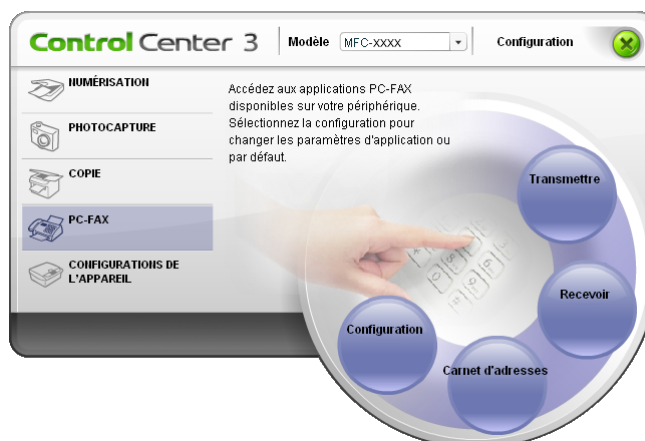 Control Center 3
Modèle
MFC-XXXX
Configuration
NUMÉRISATION
PHOTOCAPTURE
COPIE
PC-FAX
CONFIGURATIONS DE
L'APPAREIL
Accédez aux applications PC-FAX
disponibles sur votre périphérique.
Sélectionnez la configuration pour
changer les paramètres d'application ou
par défaut.
Transmettre
Recevoir
Carnet d'adresses
Configuration